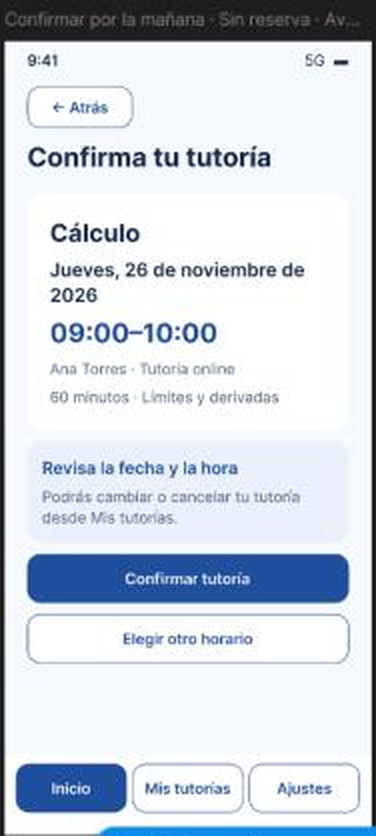 Confirmar por la mañana · Sin reserva · Av...
9:41
5G
← Atrás
Confirma tu tutoría
Cálculo
Jueves, 26 de noviembre de
2026
09:00–10:00
Ana Torres · Tutoría online
60 minutos · Límites y derivadas
Revisa la fecha y la hora
Podrás cambiar o cancelar tu tutoría
desde Mis tutorías.
Confirmar tutoría
Elegir otro horario
Inicio
Mis tutorías
Ajustes